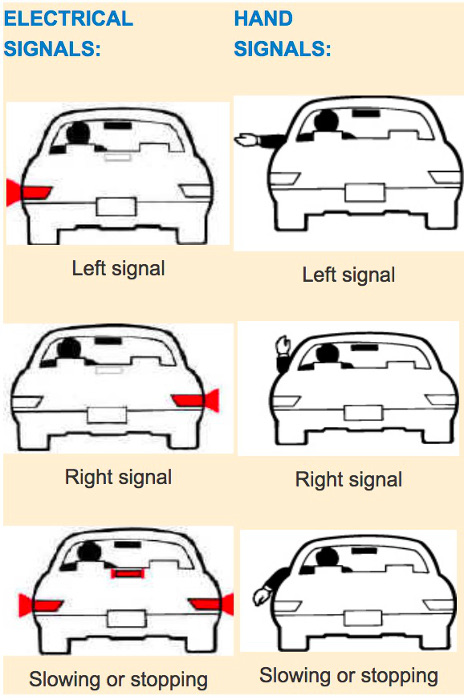 ELECTRICAL
SIGNALS:
HAND
SIGNALS:
Left signal
Left signal
Right signal
Right signal
Slowing or stopping
Slowing or stopping